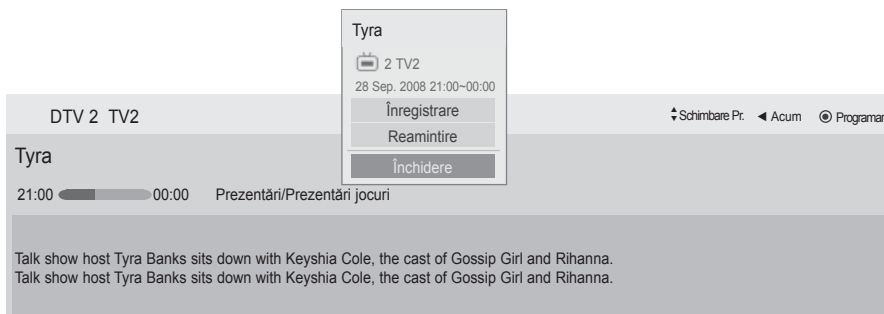 Tyra
2 TV2
28 Sep. 2008 21:00~00:00
Înregistrare
Reamintire
Închidere
DTV 2 TV2
Schimbare Pr. ◄ Acum ◉ Programar
Tyra
21:00 00:00 Prezentări/Prezentări jocuri
Talk show host Tyra Banks sits down with Keyshia Cole, the cast of Gossip Girl and Rihanna.
Talk show host Tyra Banks sits down with Keyshia Cole, the cast of Gossip Girl and Rihanna.